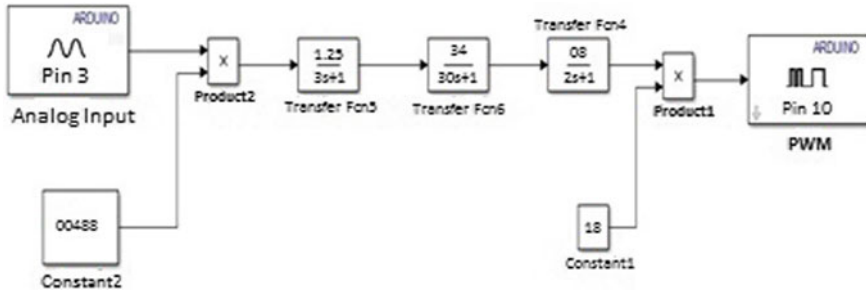 ARDUINO
Pin 3
Analog Input
X
Product2
1.25
3s+1
Transfer Fcn5
34
30s+1
Transfer Fcn6
Transfer Fcn4
08
2s+1
X
Product1
ARDUINO
Pin 10
PWM
00488
Constant2
18
Constant1